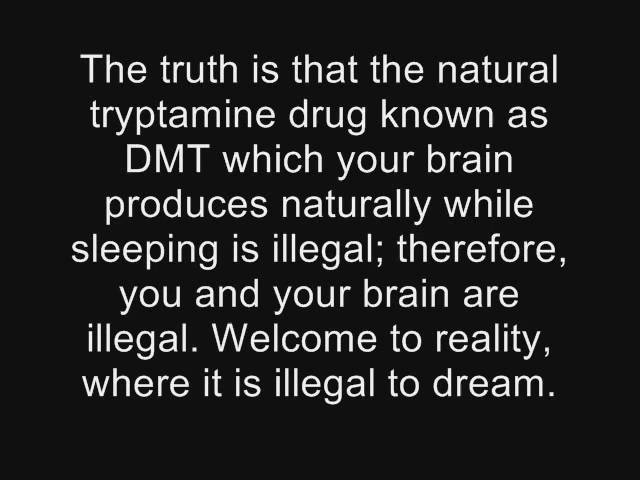 The truth is that the natural
tryptamine drug known as
DMT which your brain
produces naturally while
sleeping is illegal; therefore,
you and your brain are
illegal. Welcome to reality,
where it is illegal to dream.